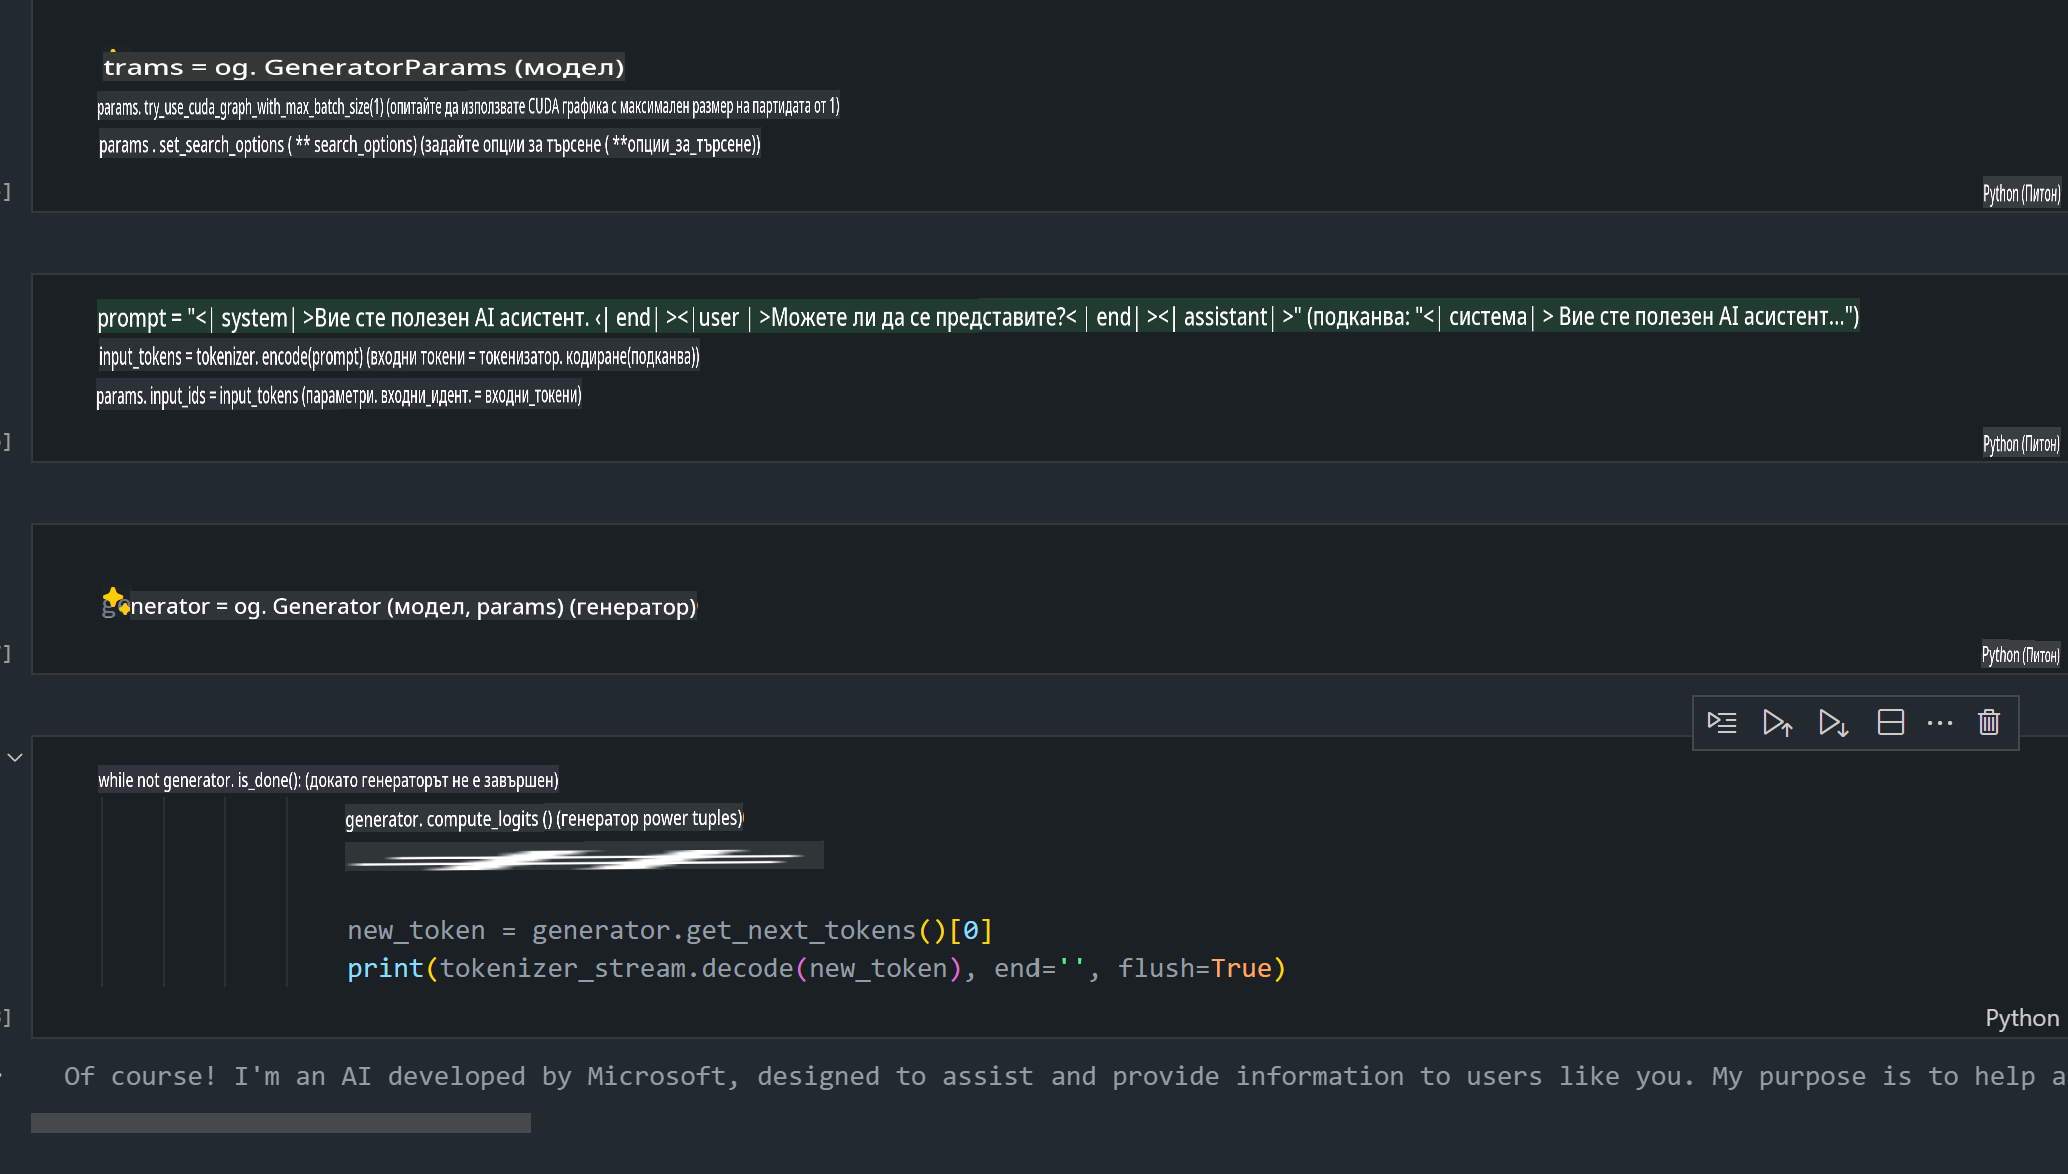 trams = og. GeneratorParams (модел)
params. try_use_cuda_graph_with_max_batch_size(1) (опитайте да използвате CUDA графика с максимален размер на партидата от 1)
params . set_search_options ( ** search_options) (задайте опции за търсене ( **опции_за_търсене))
]
Python (Питон)
prompt = "<| system| >Вие сте полезен AI асистент. ‹| end| ><|user | >Можете ли да се представите?< | end| ><| assistant| >" (подканва: "<| система| > Вие сте полезен AI асистент...")
input_tokens = tokenizer. encode(prompt) (входни токени = токенизатор. кодиране(подканва))
params. input_ids = input_tokens (параметри. входни_идент. = входни_токени)
]
Python (Питон)
generator = og. Generator (модел, params) (генератор)
]
Python (Питон)
while not generator. is_done(): (докато генераторът не е завършен)
generator. compute_logits () (генератор power tuples)
new_token = generator.get_next_tokens()[0]
print(tokenizer_stream.decode(new_token), end='', flush=True)
]
Python
Of course! I'm an AI developed by Microsoft, designed to assist and provide information to users like you. My purpose is to help a